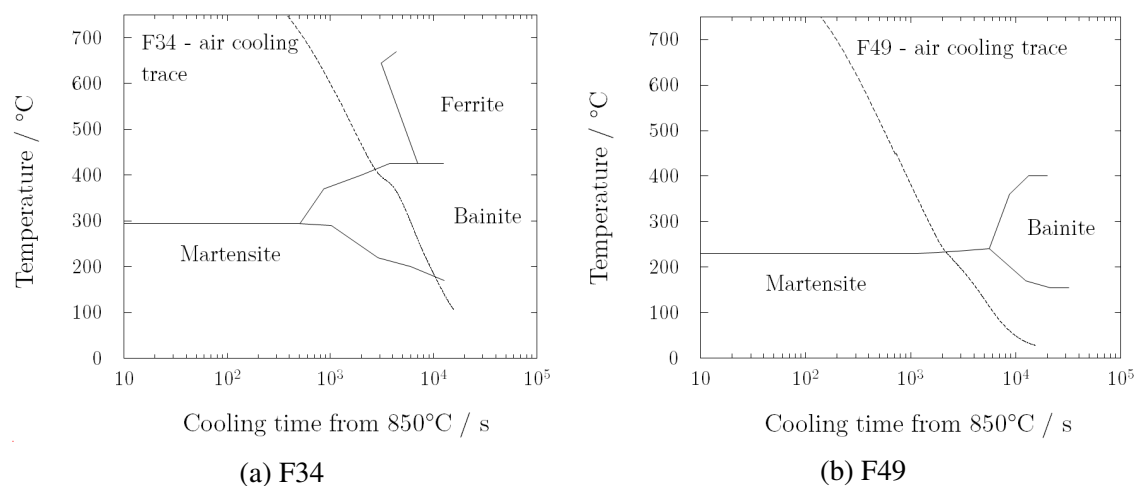 700
600
500
400
300
200
100
0
Temperature / °C
F34 - air cooling
trace
Ferrite
Bainite
Martensite
10
10²
10³
10⁴
10⁵
Cooling time from 850°C / s
(a) F34
700
600
500
400
300
200
100
0
Temperature / °C
F49 - air cooling trace
Bainite
Martensite
10
10²
10³
10⁴
10⁵
Cooling time from 850°C / s
(b) F49